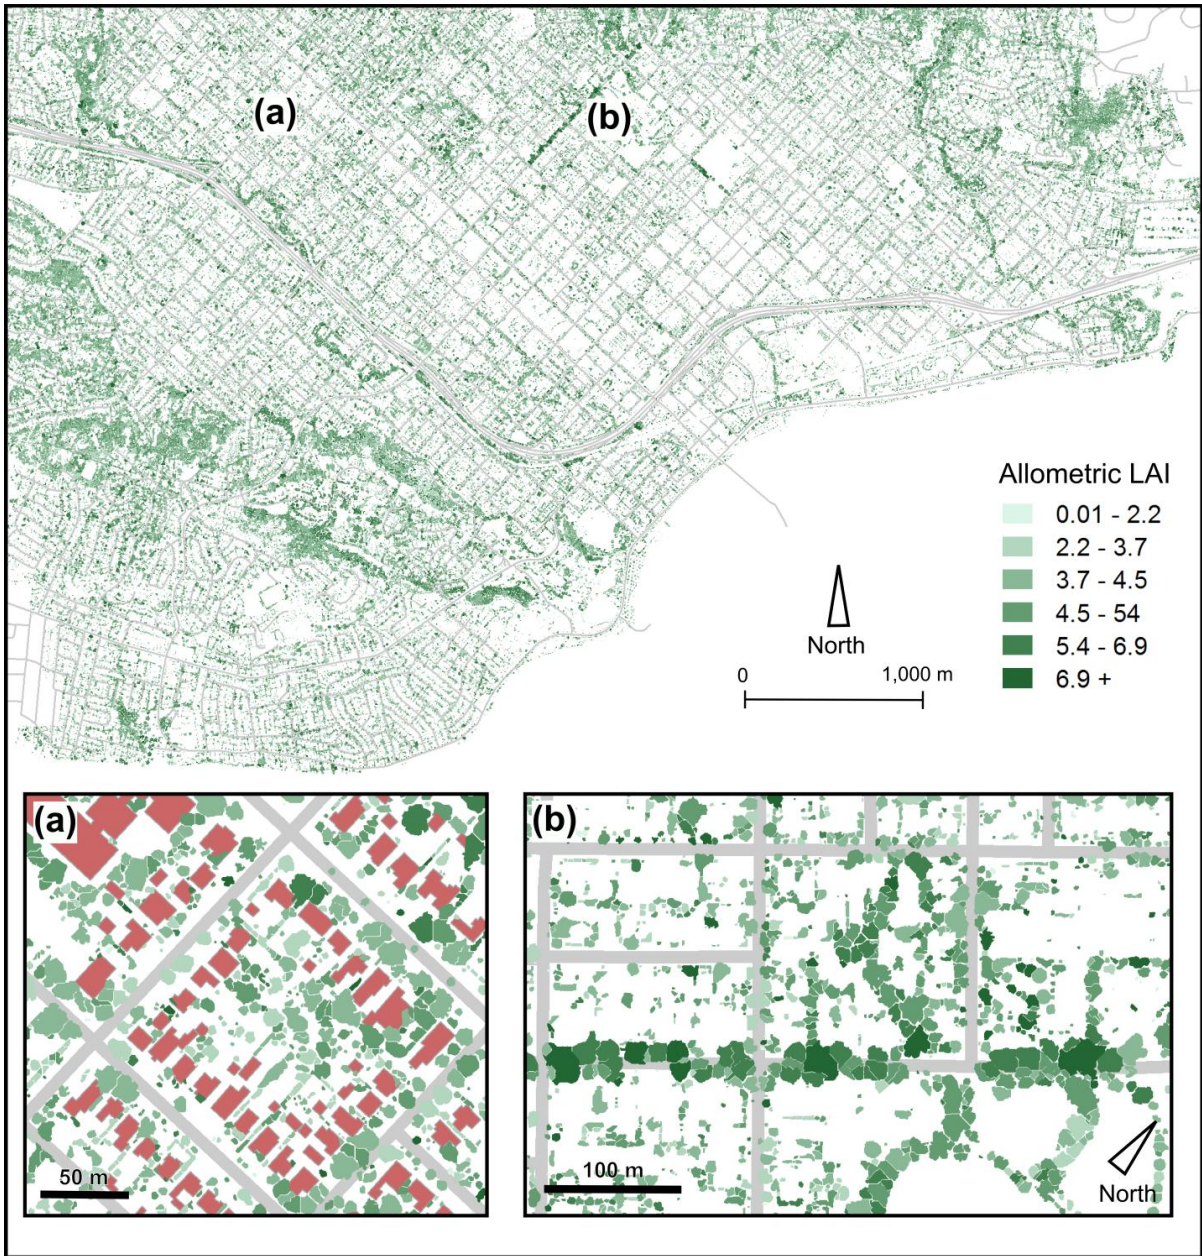 (a)
(b)
Allometric LAI
0.01 - 2.2
2.2 - 3.7
3.7 - 4.5
4.5 - 54
5.4 - 6.9
6.9 +
North
0 1,000 m
(a)
50 m
(b)
100 m
North